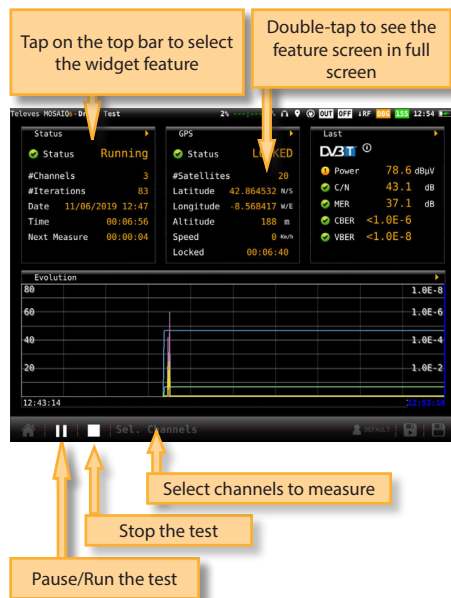 Tap on the top bar to select
the widget feature
Double-tap to see the
feature screen in full
screen
Televes MOSAIQ6 Test 2% OUT OFF RF 155 12:54
Status
Status Running
#Channels 3
#Iterations 83
Date 11/06/2019 12:47
Time 00:06:56
Next Measure 00:00:04
GPS
Status
#Satellites 20
Latitude 42.864532 N/S
Longitude -8.568417 W/E
Altitude 188 m
Speed 0 Km/h
Locked 00:06:40
Last
DVB T
Power 78.6 dBµV
C/N 43.1 dB
MER 37.1 dB
CBER <1.0E-6
VBER <1.0E-8
Evolution
80 1.0E-8
60 1.0E-6
40 1.0E-4
20 1.0E-2
12:43:14
Sel. Channels DEFAULT
Select channels to measure
Stop the test
Pause/Run the test